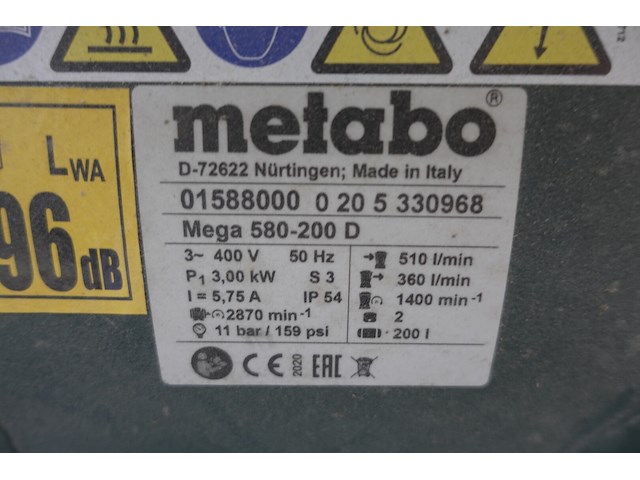 metabo®
D-72622 Nürtingen; Made in Italy
01588000 0 20 5 330968
Mega 580-200 D
3~ 400 V 50 Hz
P1 3,00 kW S 3
I = 5,75 A IP 54
2870 min-1
11 bar / 159 psi
510 l/min
360 l/min
1400 min-1
2
200 l
CE 2020 EAC
LWA
96dB